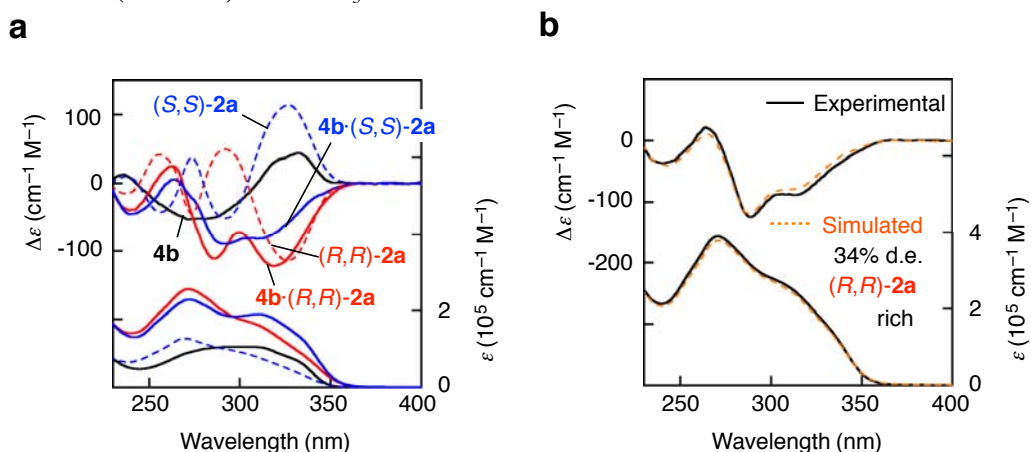 a
b
(S,S)-2a
4b·(S,S)-2a
4b
(R,R)-2a
4b·(R,R)-2a
100
0
-100
Δε (cm⁻¹ M⁻¹)
2
0
ε (10⁵ cm⁻¹ M⁻¹)
250 300 350 400
Wavelength (nm)
Experimental
Simulated
34% d.e.
(R,R)-2a
rich
0
-100
-200
Δε (cm⁻¹ M⁻¹)
4
2
0
ε (10⁵ cm⁻¹ M⁻¹)
250 300 350 400
Wavelength (nm)